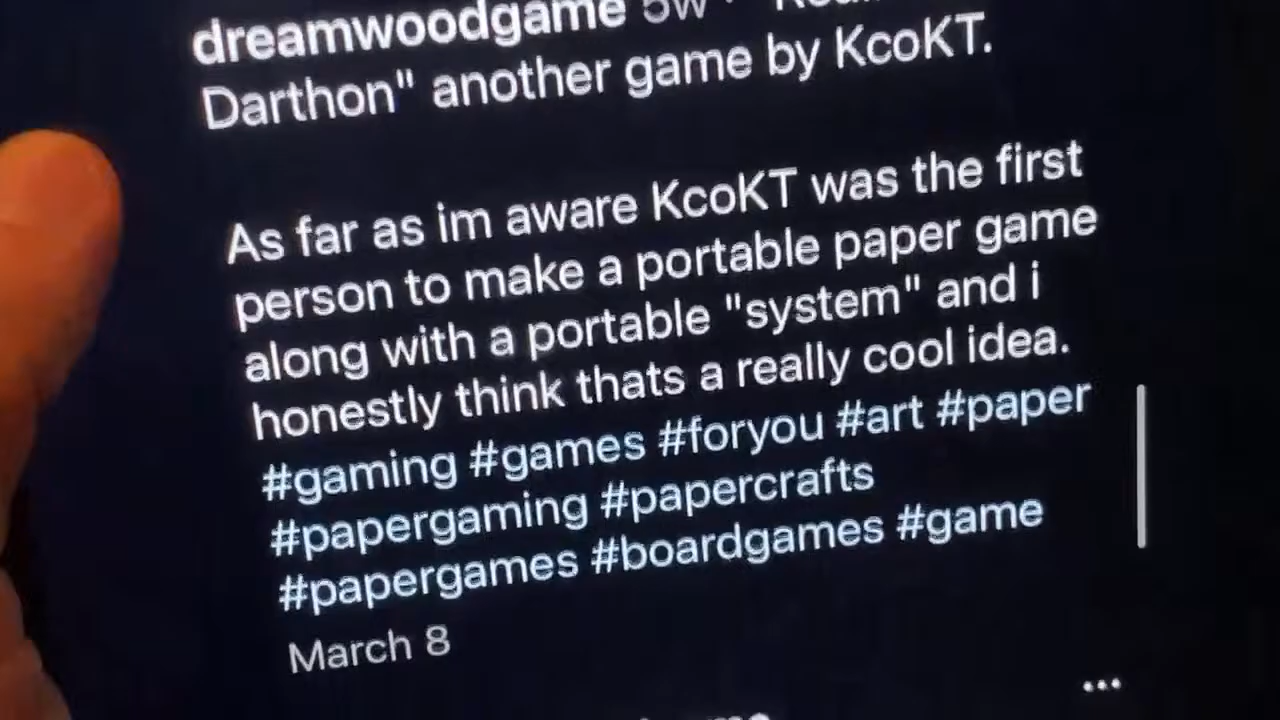 dreamwoodgame 5w
Darthon" another game by KcoKT.
As far as im aware KcoKT was the first
person to make a portable paper game
along with a portable "system" and i
honestly think thats a really cool idea.
#gaming #games #foryou #art #paper
#papergaming #papercrafts
#papergames #boardgames #game
March 8
...